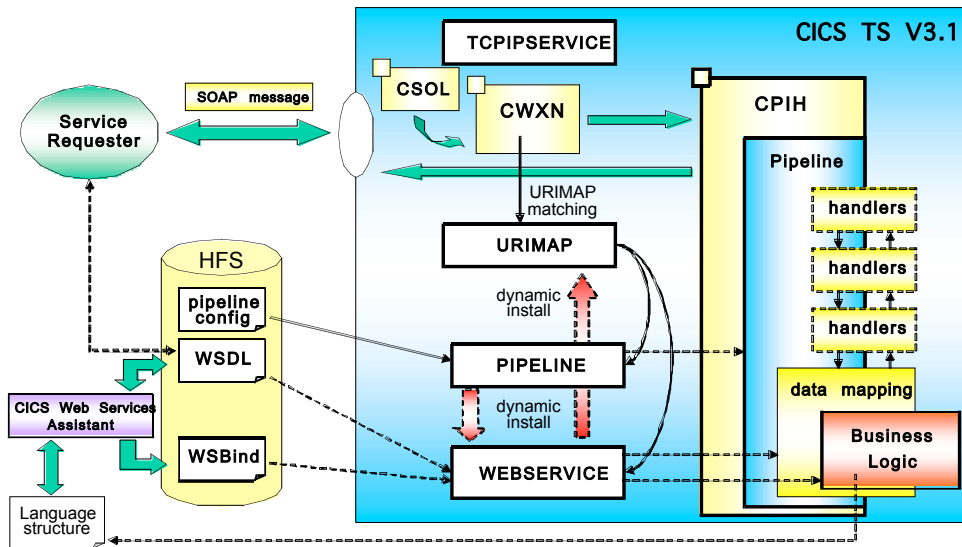 CICS TS V3.1
TCPIPSERVICE
CSOL
SOAP message
CWXN
CPIH
Service
Requester
Pipeline
URIMAP
matching
handlers
URIMAP
HFS
handlers
pipeline
config
dynamic
install
handlers
WSDL
PIPELINE
data mapping
CICS Web Services
Assistant
dynamic
install
Business
Logic
WSBind
WEBSERVICE
Language
structure